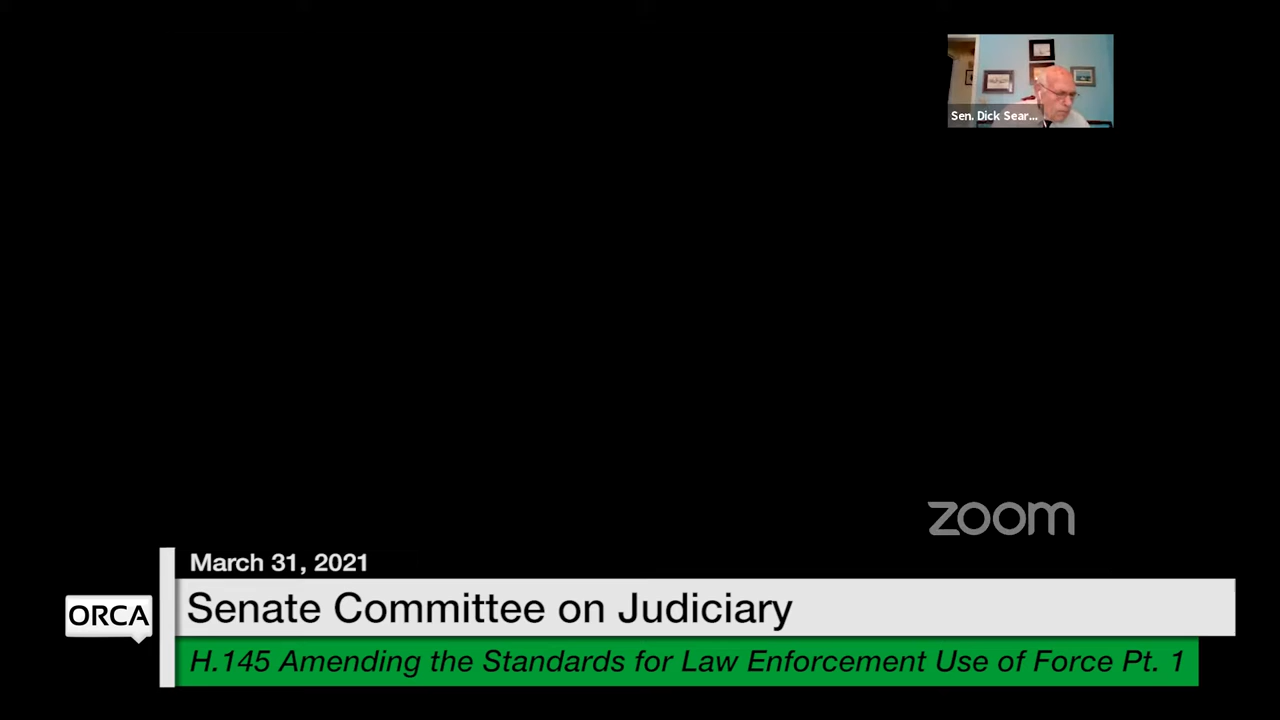 Sen. Dick Sear...
zoom
March 31, 2021
Senate Committee on Judiciary
ORCA
H.145 Amending the Standards for Law Enforcement Use of Force Pt. 1